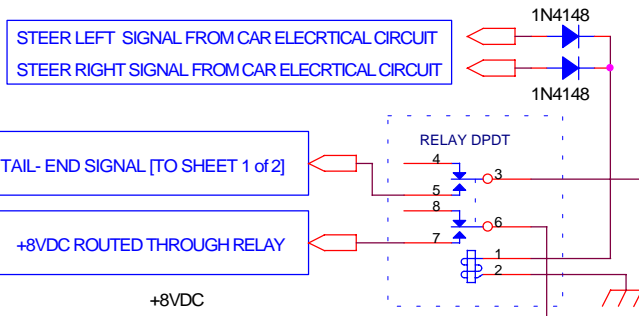 1N4148
STEER LEFT SIGNAL FROM CAR ELECRTICAL CIRCUIT
STEER RIGHT SIGNAL FROM CAR ELECRTICAL CIRCUIT
1N4148
RELAY DPDT
4
TAIL- END SIGNAL [TO SHEET 1 of 2]
3
5
8
6
+8VDC ROUTED THROUGH RELAY
7
1
2
+8VDC